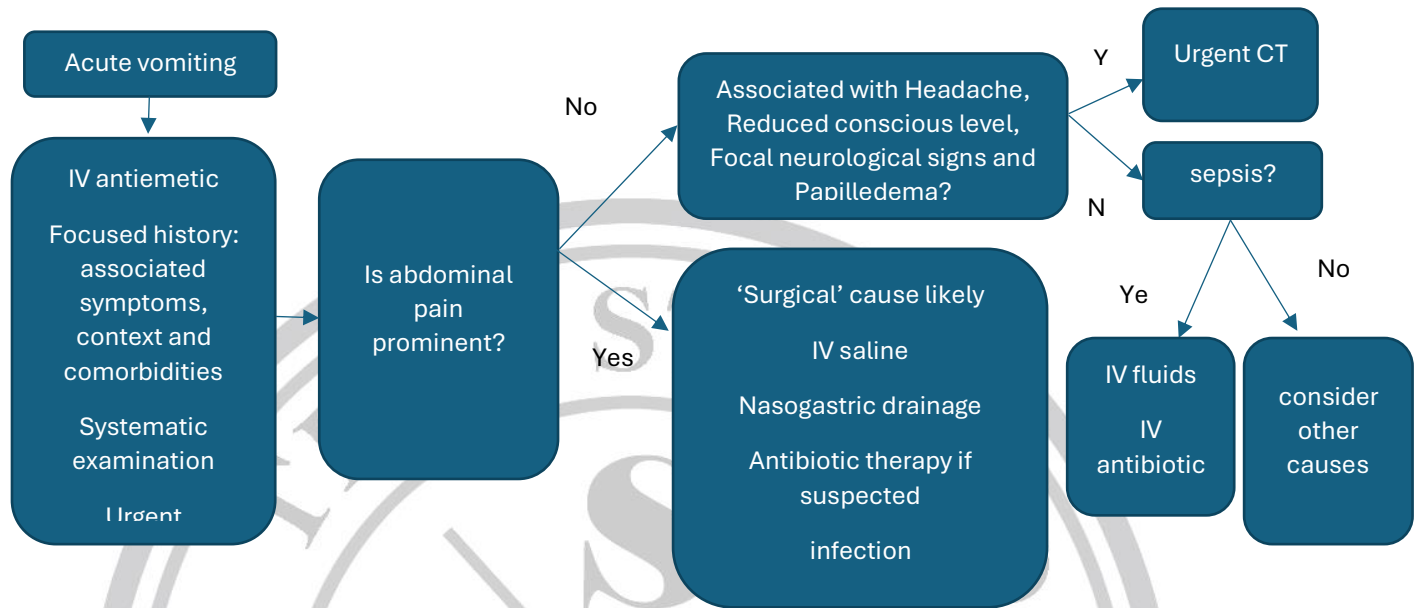 Acute vomiting
IV antiemetic
Focused history:
associated
symptoms,
context and
comorbidities
Systematic
examination
Urgent
Is abdominal
pain
prominent?
No
Yes
Associated with Headache,
Reduced conscious level,
Focal neurological signs and
Papilledema?
‘Surgical’ cause likely
IV saline
Nasogastric drainage
Antibiotic therapy if
suspected
infection
Y
N
Urgent CT
sepsis?
Ye
No
IV fluids
IV
antibiotic
consider
other
causes